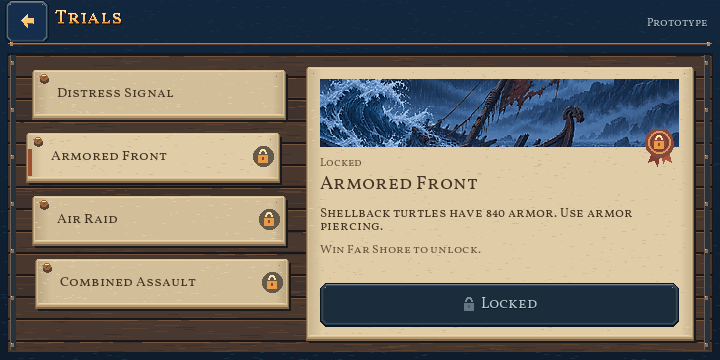 Trials
Prototype
Distress Signal
Armored Front
Air Raid
Combined Assault
Locked
Armored Front
Shellback turtles have 840 armor. Use armor
piercing.
Win Far Shore to unlock.
Locked